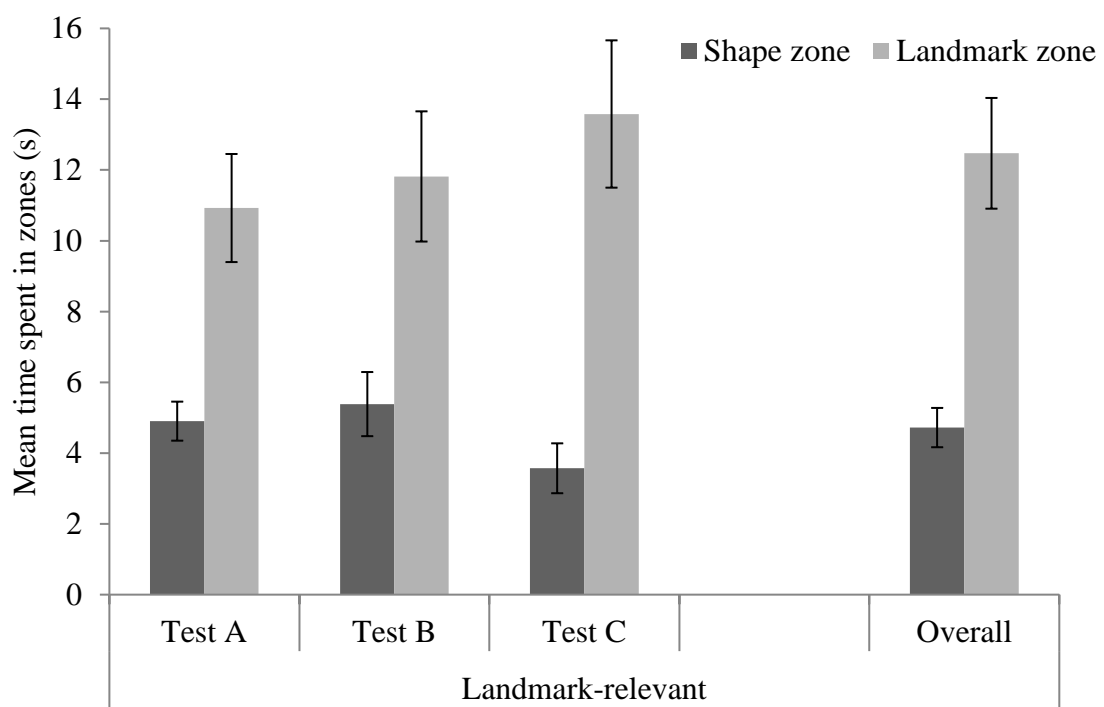 Mean time spent in zones (s)
16
14
12
10
8
6
4
2
0
Shape zone
Landmark zone
Test A
Test B
Test C
Overall
Landmark-relevant